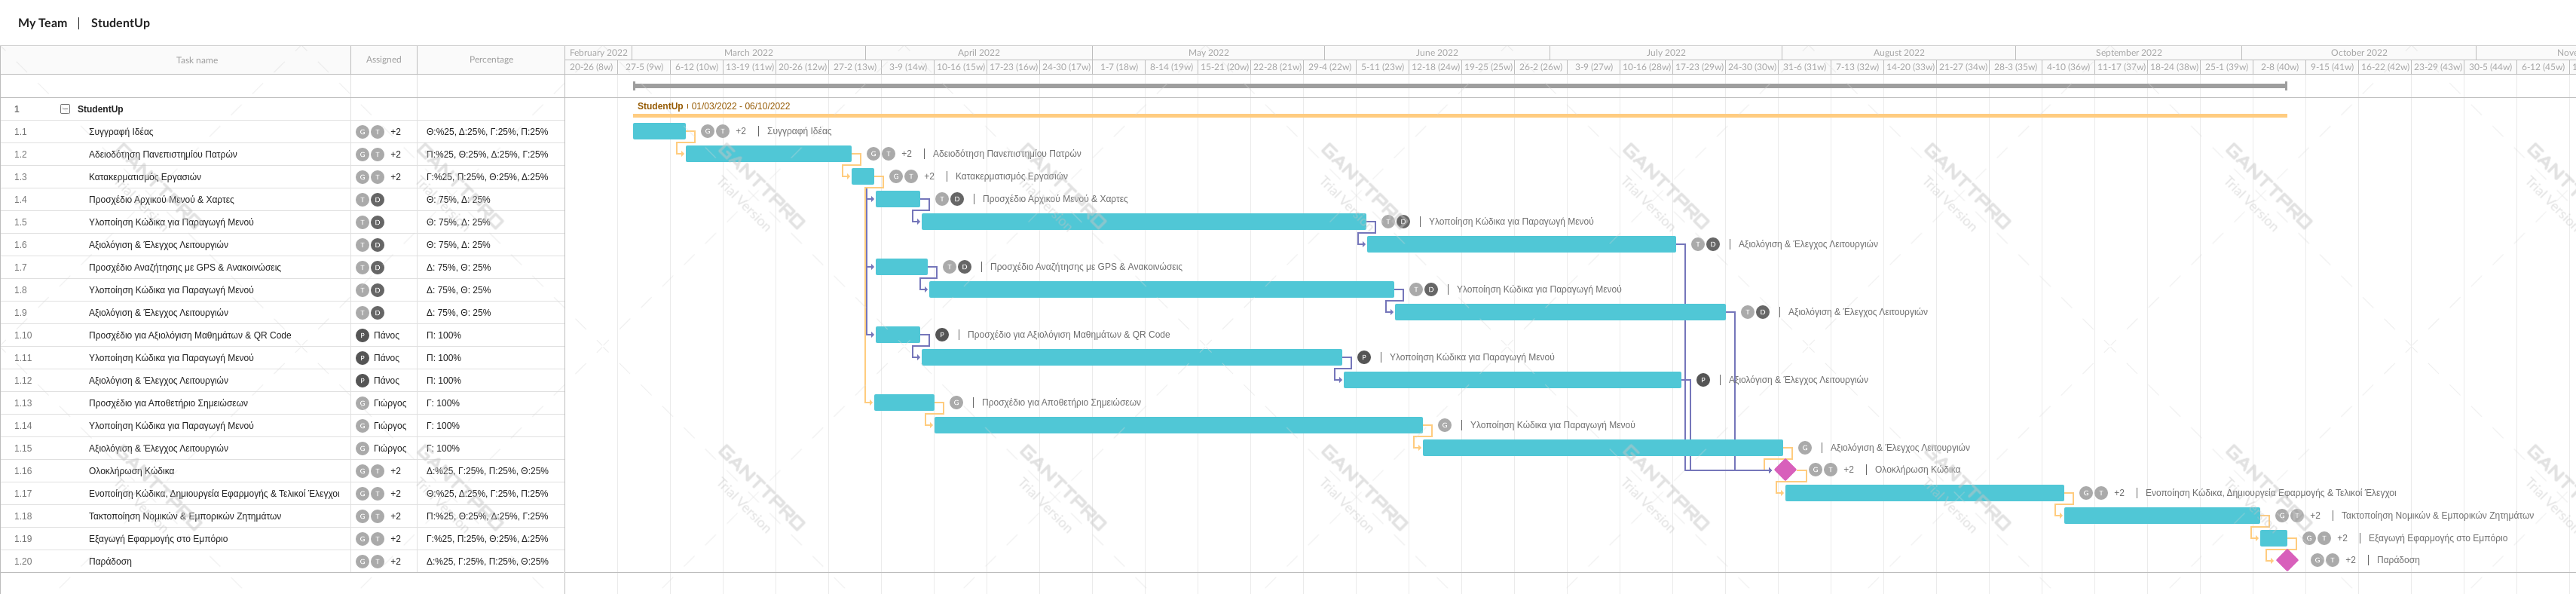 My Team | StudentUp
Task name Assigned Percentage
February 2022 March 2022 April 2022 May 2022 June 2022 July 2022 August 2022 September 2022 October 2022 Nove
20-26 (8w) 27-5 (9w) 6-12 (10w) 13-19 (11w) 20-26 (12w) 27-2 (13w) 3-9 (14w) 10-16 (15w) 17-23 (16w) 24-30 (17w) 1-7 (18w) 8-14 (19w) 15-21 (20w) 22-28 (21w) 29-4 (22w) 5-11 (23w) 12-18 (24w) 19-25 (25w) 26-2 (26w) 3-9 (27w) 10-16 (28w) 17-23 (29w) 24-30 (30w) 31-6 (31w) 7-13 (32w) 14-20 (33w) 21-27 (34w) 28-3 (35w) 4-10 (36w) 11-17 (37w) 18-24 (38w) 25-1 (39w) 2-8 (40w) 9-15 (41w) 16-22 (42w) 23-29 (43w) 30-5 (44w) 6-12 (45w)
1 StudentUp StudentUp 01/03/2022 - 06/10/2022
1.1 Συγγραφή Ιδέας G T +2 Θ:%25, Δ:25%, Γ:25%, Π:25% G T +2 | Συγγραφή Ιδέας
1.2 Αδειοδότηση Πανεπιστημίου Πατρών G T +2 Π:%25, Θ:25%, Δ:25%, Γ:25% G T +2 | Αδειοδότηση Πανεπιστημίου Πατρών
1.3 Κατακερματισμός Εργασιών G T +2 Γ:%25, Π:25%, Θ:25%, Δ:25% G T +2 | Κατακερματισμός Εργασιών
1.4 Προσχέδιο Αρχικού Μενού & Χαρτες T D Θ: 75%, Δ: 25% T D | Προσχέδιο Αρχικού Μενού & Χαρτες
1.5 Υλοποίηση Κώδικα για Παραγωγή Μενού T D Θ: 75%, Δ: 25% T D | Υλοποίηση Κώδικα για Παραγωγή Μενού
1.6 Αξιολόγιση & Έλεγχος Λειτουργιών T D Θ: 75%, Δ: 25% T D | Αξιολόγιση & Έλεγχος Λειτουργιών
1.7 Προσχέδιο Αναζήτησης με GPS & Ανακοινώσεις T D Δ: 75%, Θ: 25% T D | Προσχέδιο Αναζήτησης με GPS & Ανακοινώσεις
1.8 Υλοποίηση Κώδικα για Παραγωγή Μενού T D Δ: 75%, Θ: 25% T D | Υλοποίηση Κώδικα για Παραγωγή Μενού
1.9 Αξιολόγιση & Έλεγχος Λειτουργιών T D Δ: 75%, Θ: 25% T D | Αξιολόγιση & Έλεγχος Λειτουργιών
1.10 Προσχέδιο για Αξιολόγιση Μαθημάτων & QR Code P Πάνος Π: 100% P | Προσχέδιο για Αξιολόγιση Μαθημάτων & QR Code
1.11 Υλοποίηση Κώδικα για Παραγωγή Μενού P Πάνος Π: 100% P | Υλοποίηση Κώδικα για Παραγωγή Μενού
1.12 Αξιολόγιση & Έλεγχος Λειτουργιών P Πάνος Π: 100% P | Αξιολόγιση & Έλεγχος Λειτουργιών
1.13 Προσχέδιο για Αποθετήριο Σημειώσεων G Γιώργος Γ: 100% G | Προσχέδιο για Αποθετήριο Σημειώσεων
1.14 Υλοποίηση Κώδικα για Παραγωγή Μενού G Γιώργος Γ: 100% G | Υλοποίηση Κώδικα για Παραγωγή Μενού
1.15 Αξιολόγιση & Έλεγχος Λειτουργιών G Γιώργος Γ: 100% G | Αξιολόγιση & Έλεγχος Λειτουργιών
1.16 Ολοκλήρωση Κώδικα G T +2 Δ:%25, Γ:25%, Π:25%, Θ:25% G T +2 | Ολοκλήρωση Κώδικα
1.17 Ενοποίηση Κώδικα, Δημιουργεία Εφαρμογής & Τελικοί Έλεγχοι G T +2 Θ:%25, Δ:25%, Γ:25%, Π:25% G T +2 | Ενοποίηση Κώδικα, Δημιουργεία Εφαρμογής & Τελικοί Έλεγχοι
1.18 Τακτοποίηση Νομικών & Εμπορικών Ζητημάτων G T +2 Π:%25, Θ:25%, Δ:25%, Γ:25% G T +2 | Τακτοποίηση Νομικών & Εμπορικών Ζητημάτων
1.19 Εξαγωγή Εφαρμογής στο Εμπόριο G T +2 Γ:%25, Π:25%, Θ:25%, Δ:25% G T +2 | Εξαγωγή Εφαρμογής στο Εμπόριο
1.20 Παράδοση G T +2 Δ:%25, Γ:25%, Π:25%, Θ:25% G T +2 | Παράδοση
GANTTPRO
Trial Version